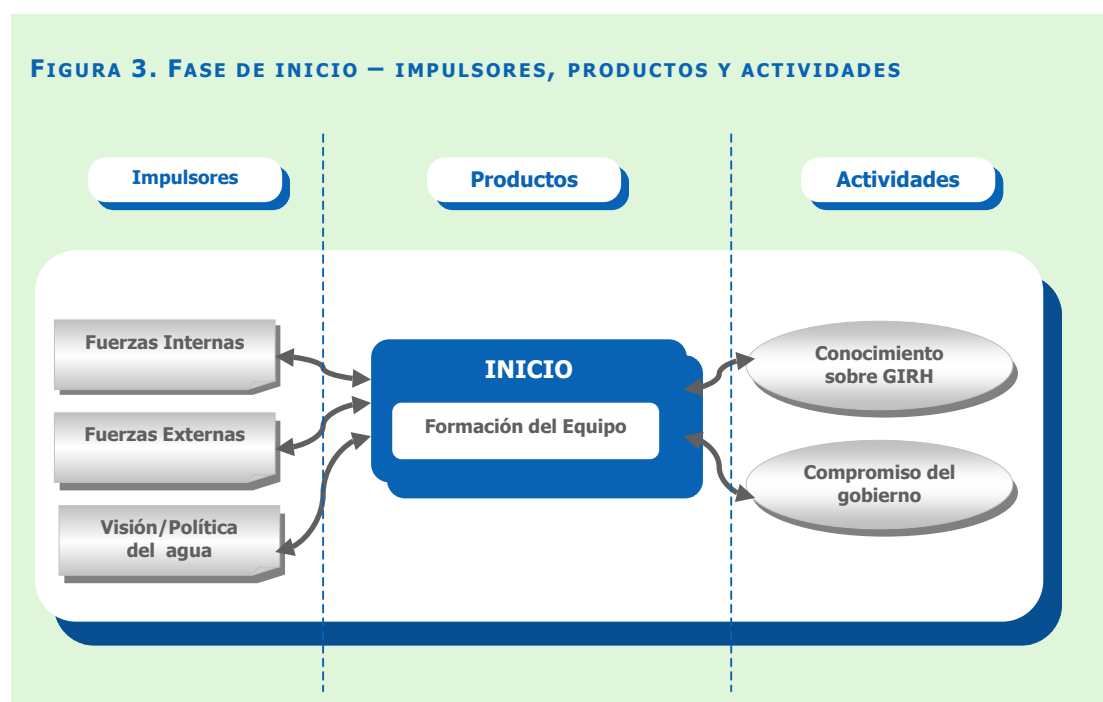 FIGURA 3. FASE DE INICIO – IMPULSORES, PRODUCTOS Y ACTIVIDADES
Impulsores
Productos
Actividades
Fuerzas Internas
Fuerzas Externas
Visión/Política
del agua
INICIO
Formación del Equipo
Conocimiento
sobre GIRH
Compromiso del
gobierno